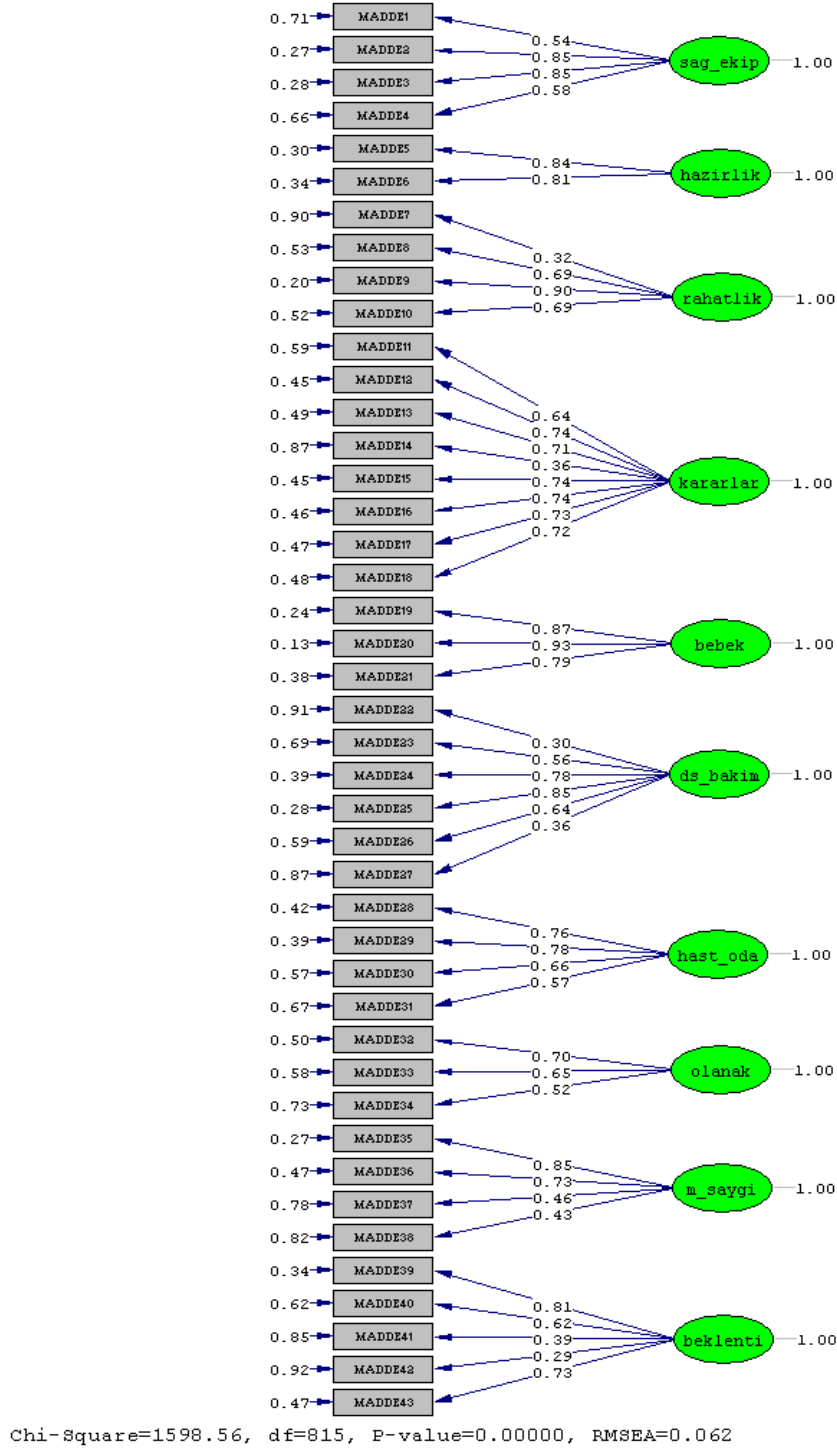 0.71 MADDE1 0.54
0.27 MADDE2 0.85 sag_ekip 1.00
0.28 MADDE3 0.85
0.66 MADDE4 0.58
0.30 MADDE5 0.84
0.34 MADDE6 0.81 hazirlik 1.00
0.90 MADDE7 0.32
0.53 MADDE8 0.69
0.20 MADDE9 0.90 rahatlik 1.00
0.52 MADDE10 0.69
0.59 MADDE11 0.64
0.45 MADDE12 0.74
0.49 MADDE13 0.71
0.87 MADDE14 0.36
0.45 MADDE15 0.74 kararlar 1.00
0.46 MADDE16 0.74
0.47 MADDE17 0.73
0.48 MADDE18 0.72
0.24 MADDE19 0.87
0.13 MADDE20 0.93 bebek 1.00
0.38 MADDE21 0.79
0.91 MADDE22 0.30
0.69 MADDE23 0.56
0.39 MADDE24 0.78 ds_bakim 1.00
0.28 MADDE25 0.85
0.59 MADDE26 0.64
0.87 MADDE27 0.36
0.42 MADDE28 0.76
0.39 MADDE29 0.78 hast_oda 1.00
0.57 MADDE30 0.66
0.67 MADDE31 0.57
0.50 MADDE32 0.70
0.58 MADDE33 0.65 olanak 1.00
0.73 MADDE34 0.52
0.27 MADDE35 0.85
0.47 MADDE36 0.73 m_saygi 1.00
0.78 MADDE37 0.46
0.82 MADDE38 0.43
0.34 MADDE39 0.81
0.62 MADDE40 0.62
0.85 MADDE41 0.39 beklenti 1.00
0.92 MADDE42 0.29
0.47 MADDE43 0.73
Chi-Square=1598.56, df=815, P-value=0.00000, RMSEA=0.062